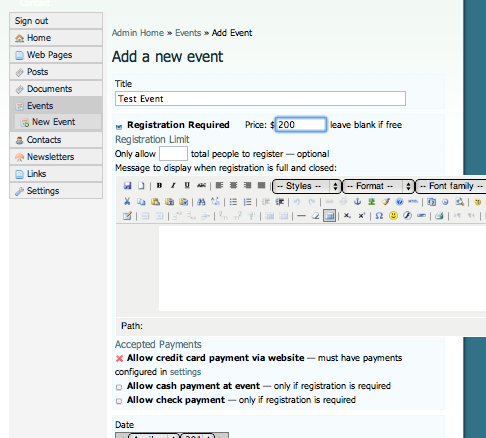 Sign out
Home
Web Pages
Posts
Documents
Events
New Event
Contacts
Newsletters
Links
Settings
Admin Home » Events » Add Event
Add a new event
Title
Test Event
Registration Required Price: $ 200 leave blank if free
Registration Limit
Only allow total people to register — optional
Message to display when registration is full and closed:
B I U ABC -- Styles -- -- Format -- -- Font family --
HTML
Path:
Accepted Payments
Allow credit card payment via website — must have payments
configured in settings
Allow cash payment at event — only if registration is required
Allow check payment — only if registration is required
Date